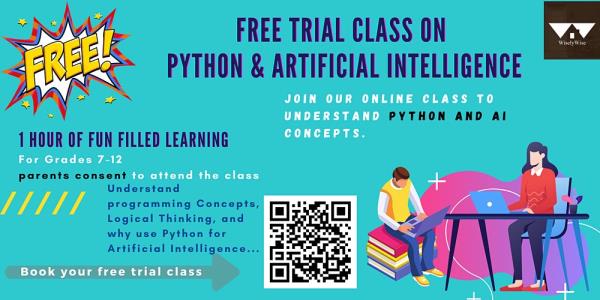 FREE!
FREE TRIAL CLASS ON
PYTHON & ARTIFICIAL INTELLIGENCE
WiselyWise
JOIN OUR ONLINE CLASS TO
UNDERSTAND PYTHON AND AI
CONCEPTS.
1 HOUR OF FUN FILLED LEARNING
For Grades 7-12
parents consent to attend the class
Understand
programming Concepts,
Logical Thinking, and
why use Python for
Artificial Intelligence...
Book your free trial class